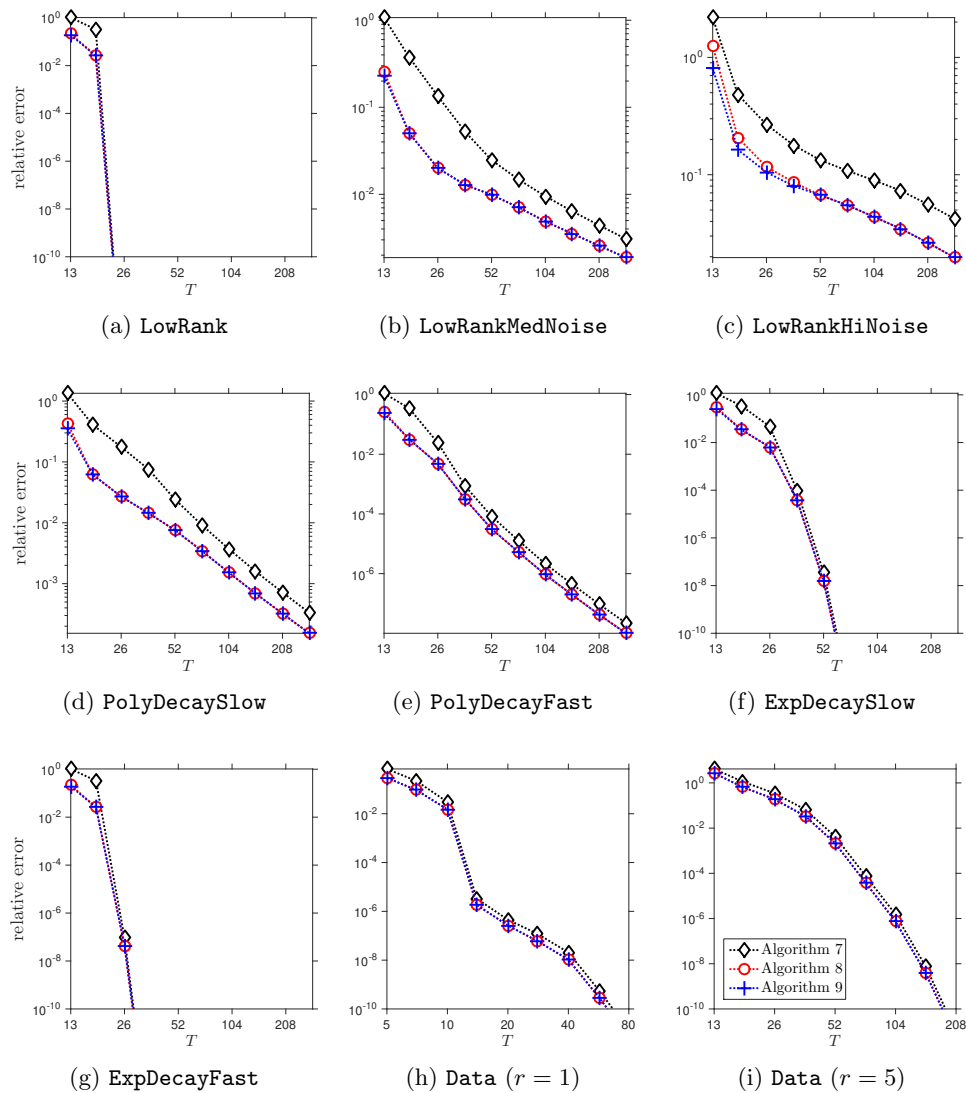 relative error
10^0
10^-2
10^-4
10^-6
10^-8
10^-10
13 26 52 104 208
T
(a) LowRank
10^0
10^-1
10^-2
13 26 52 104 208
T
(b) LowRankMedNoise
10^0
10^-1
13 26 52 104 208
T
(c) LowRankHiNoise
relative error
10^0
10^-1
10^-2
10^-3
13 26 52 104 208
T
(d) PolyDecaySlow
10^0
10^-2
10^-4
10^-6
13 26 52 104 208
T
(e) PolyDecayFast
10^0
10^-2
10^-4
10^-6
10^-8
10^-10
13 26 52 104 208
T
(f) ExpDecaySlow
relative error
10^0
10^-2
10^-4
10^-6
10^-8
10^-10
13 26 52 104 208
T
(g) ExpDecayFast
10^0
10^-2
10^-4
10^-6
10^-8
10^-10
5 10 20 40 80
T
(h) Data (r = 1)
10^0
10^-2
10^-4
10^-6
10^-8
10^-10
Algorithm 7
Algorithm 8
Algorithm 9
13 26 52 104 208
T
(i) Data (r = 5)